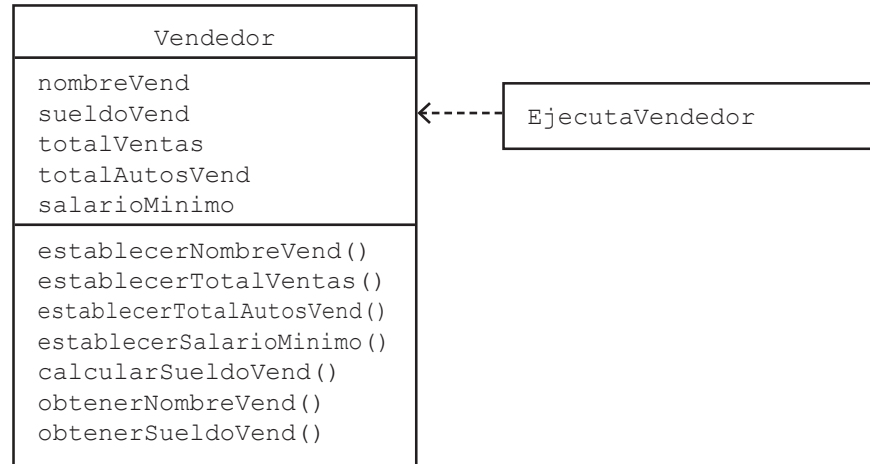 Vendedor
nombreVend
sueldoVend
totalVentas
totalAutosVend
salarioMinimo
establecerNombreVend()
establecerTotalVentas()
establecerTotalAutosVend()
establecerSalarioMinimo()
calcularSueldoVend()
obtenerNombreVend()
obtenerSueldoVend()
EjecutaVendedor